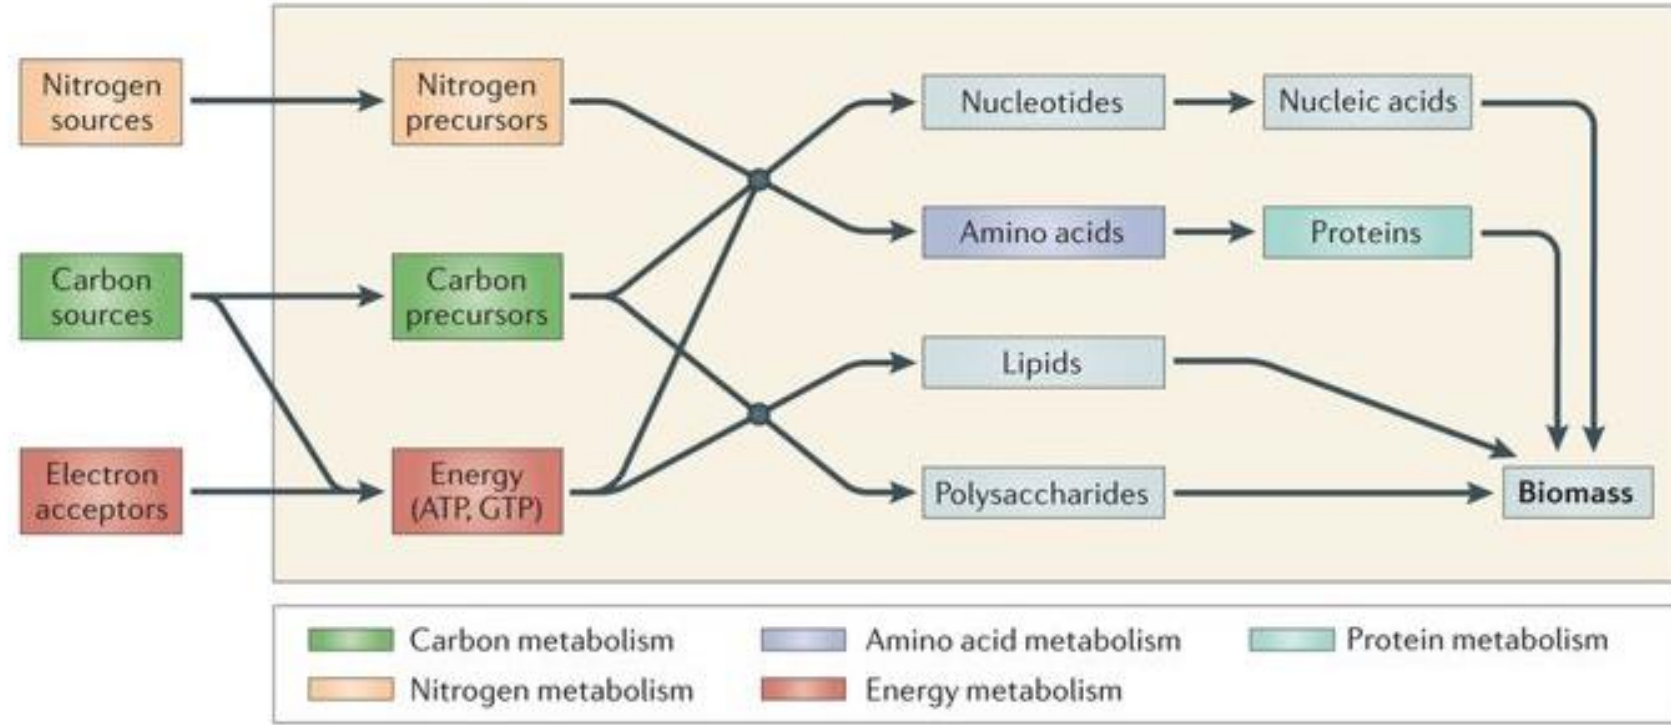 Nitrogen
sources
Nitrogen
precursors
Nucleotides
Nucleic acids
Amino acids
Proteins
Carbon
sources
Carbon
precursors
Lipids
Electron
acceptors
Energy
(ATP, GTP)
Polysaccharides
Biomass
Carbon metabolism
Amino acid metabolism
Protein metabolism
Nitrogen metabolism
Energy metabolism